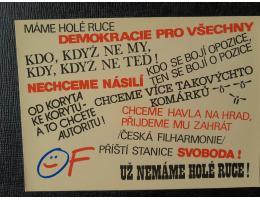 MÁME HOLÉ RUCE
DEMOKRACIE PRO VŠECHNY
KDO, KDYŽ NE MY,
KDY, KDYŽ NE TEĎ!
KDO SE BOJÍ OPOZICE,
TEN SE BOJÍ O POZICE
NECHCEME NÁSILÍ
OD KORYTA
KE KORYTU-
A TO CHCETE
AUTORITU!
CHCEME VÍCE TAKOVÝCHTO
KOMÁRKŮ
CHCEME HAVLA NA HRAD,
PŘIJDEME MU ZAHRÁT
/ČESKÁ FILHARMONIE/
PŘÍŠTÍ STANICE SVOBODA!
OF
UŽ NEMÁME HOLÉ RUCE!